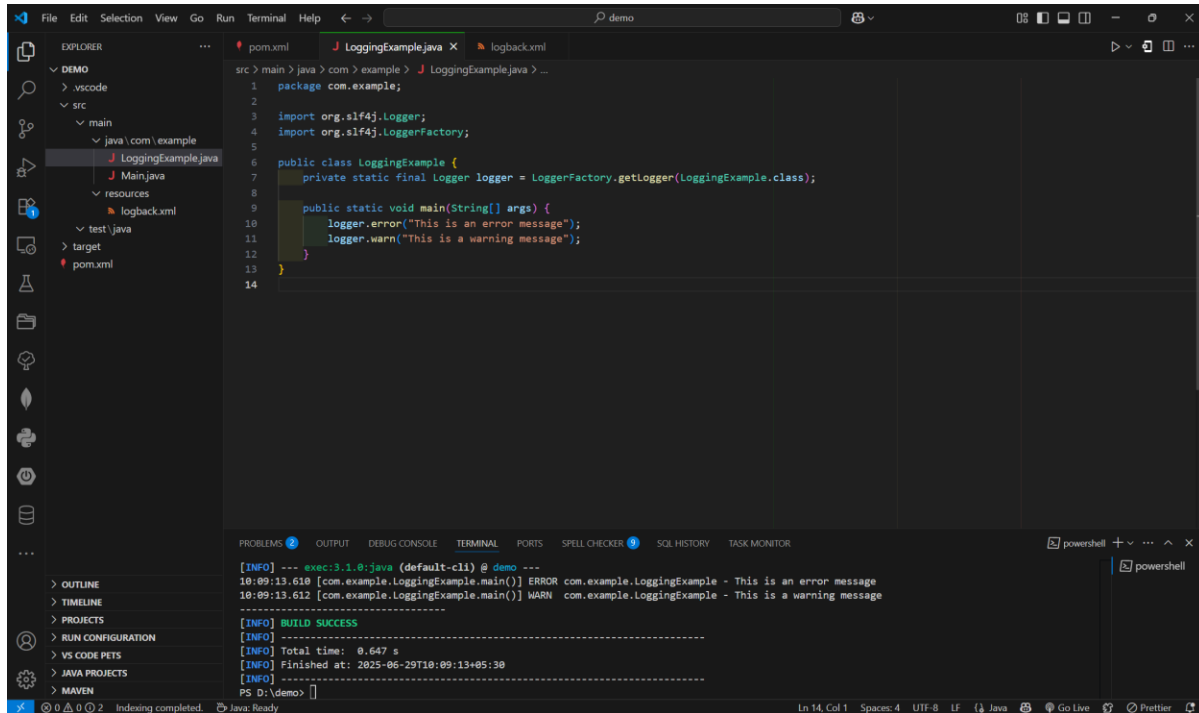 File Edit Selection View Go Run Terminal Help
demo
EXPLORER
DEMO
.vscode
src
main
java\com\example
LoggingExample.java
Main.java
resources
logback.xml
test\java
target
pom.xml
OUTLINE
TIMELINE
PROJECTS
RUN CONFIGURATION
VS CODE PETS
JAVA PROJECTS
MAVEN
pom.xml LoggingExample.java logback.xml
src > main > java > com > example > LoggingExample.java > ...
1 package com.example;
2
3 import org.slf4j.Logger;
4 import org.slf4j.LoggerFactory;
5
6 public class LoggingExample {
7     private static final Logger logger = LoggerFactory.getLogger(LoggingExample.class);
8
9     public static void main(String[] args) {
10         logger.error("This is an error message");
11         logger.warn("This is a warning message");
12     }
13 }
14
PROBLEMS 2 OUTPUT DEBUG CONSOLE TERMINAL PORTS SPELL CHECKER 9 SQL HISTORY TASK MONITOR
powershell
powershell
[INFO] --- exec:3.1.0:java (default-cli) @ demo ---
10:09:13.610 [com.example.LoggingExample.main()] ERROR com.example.LoggingExample - This is an error message
10:09:13.612 [com.example.LoggingExample.main()] WARN  com.example.LoggingExample - This is a warning message
----------------------------------
[INFO] BUILD SUCCESS
[INFO] ----------------------------------------------------------------------
[INFO] Total time:  0.647 s
[INFO] Finished at: 2025-06-29T10:09:13+05:30
[INFO] ----------------------------------------------------------------------
PS D:\demo>
0 0 2 Indexing completed. Java: Ready Ln 14, Col 1 Spaces: 4 UTF-8 LF Java Go Live Prettier